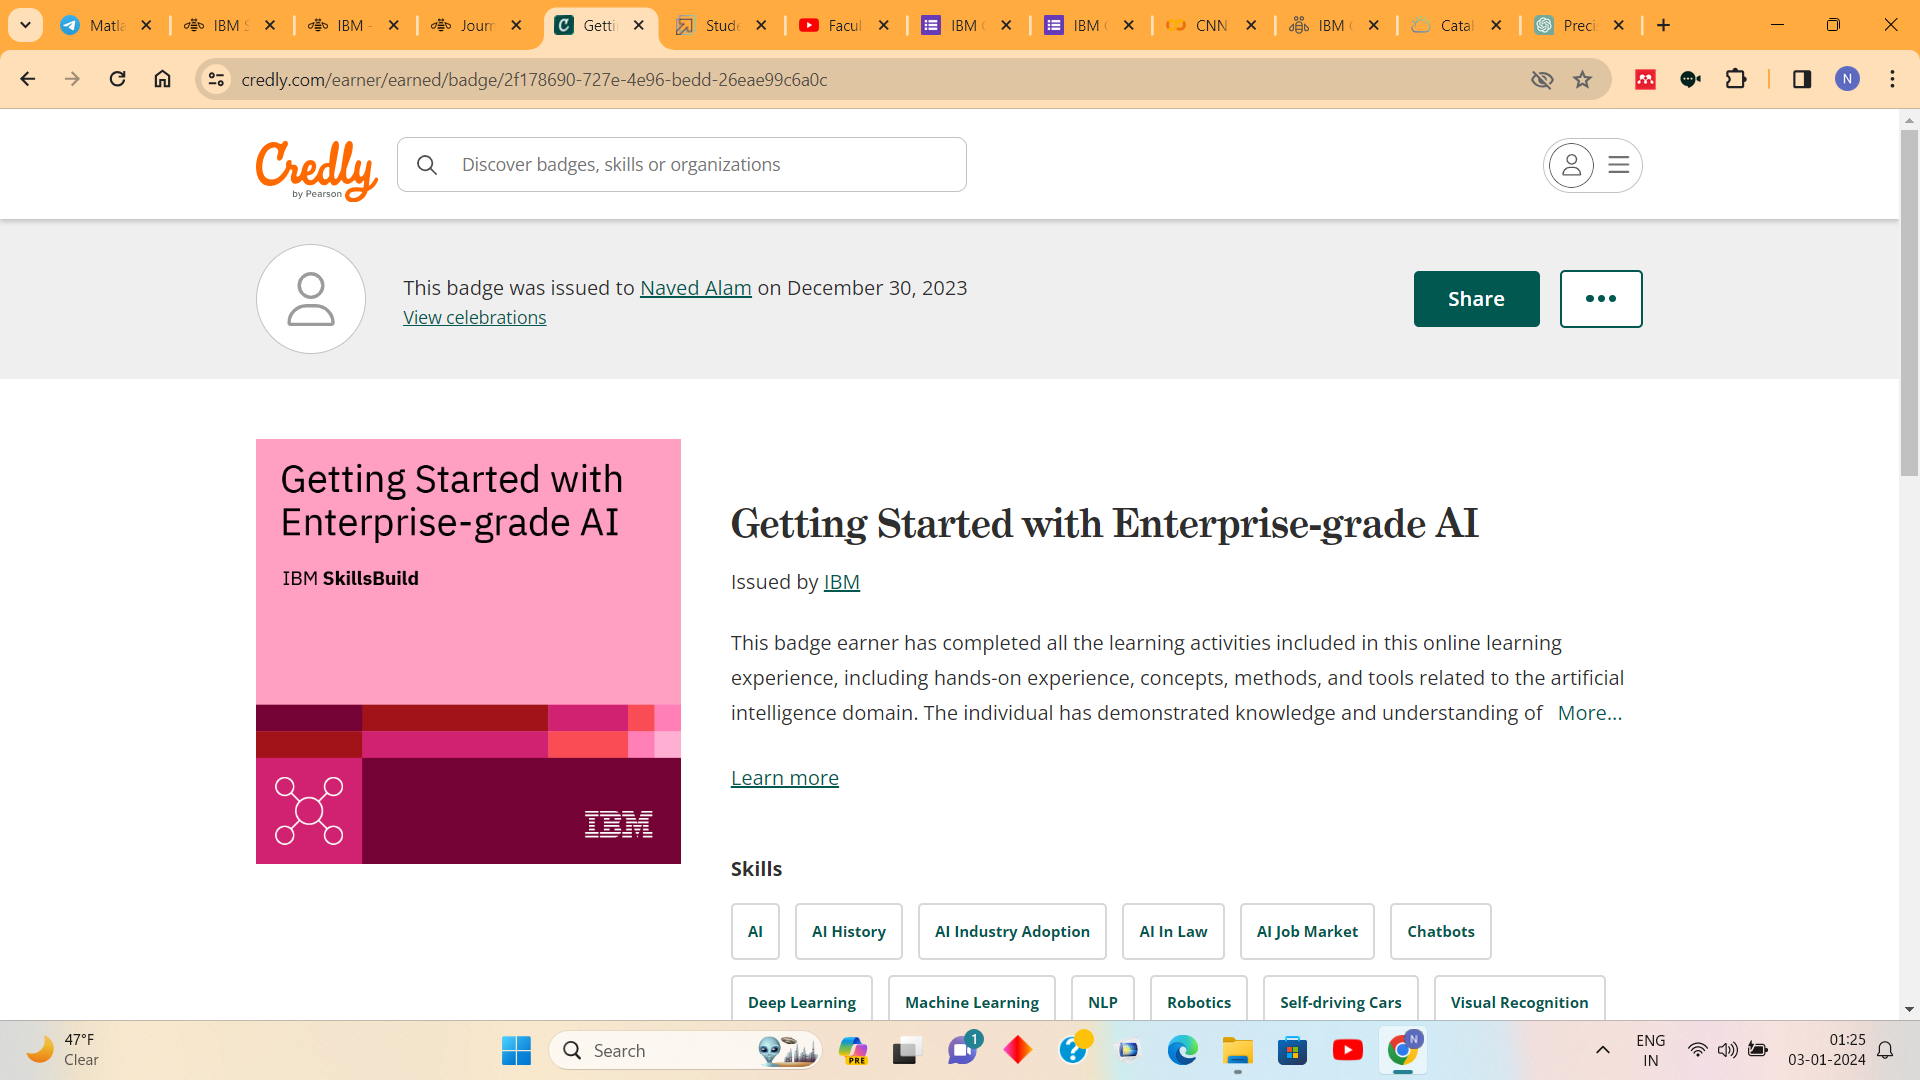 Matla
IBM S
IBM -
Journ
Getti
Stude
Facul
IBM C
IBM C
CNN
IBM C
Catal
Preci
credly.com/earner/earned/badge/2f178690-727e-4e96-bedd-26eae99c6a0c
N
Credly
by Pearson
Discover badges, skills or organizations
This badge was issued to Naved Alam on December 30, 2023
View celebrations
Share
Getting Started with
Enterprise-grade AI
IBM SkillsBuild
IBM
Getting Started with Enterprise-grade AI
Issued by IBM
This badge earner has completed all the learning activities included in this online learning
experience, including hands-on experience, concepts, methods, and tools related to the artificial
intelligence domain. The individual has demonstrated knowledge and understanding of More...
Learn more
Skills
AI AI History AI Industry Adoption AI In Law AI Job Market Chatbots
Deep Learning Machine Learning NLP Robotics Self-driving Cars Visual Recognition
47°F
Clear
Search
PRE
1
N
ENG
IN
01:25
03-01-2024